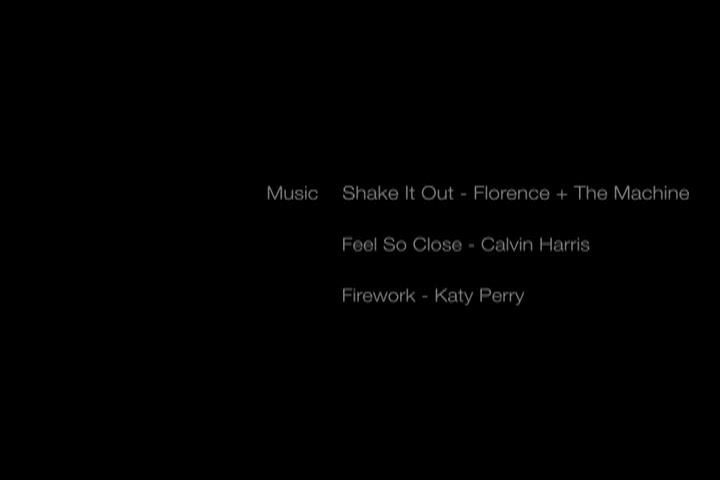 Music Shake It Out - Florence + The Machine
Feel So Close - Calvin Harris
Firework - Katy Perry